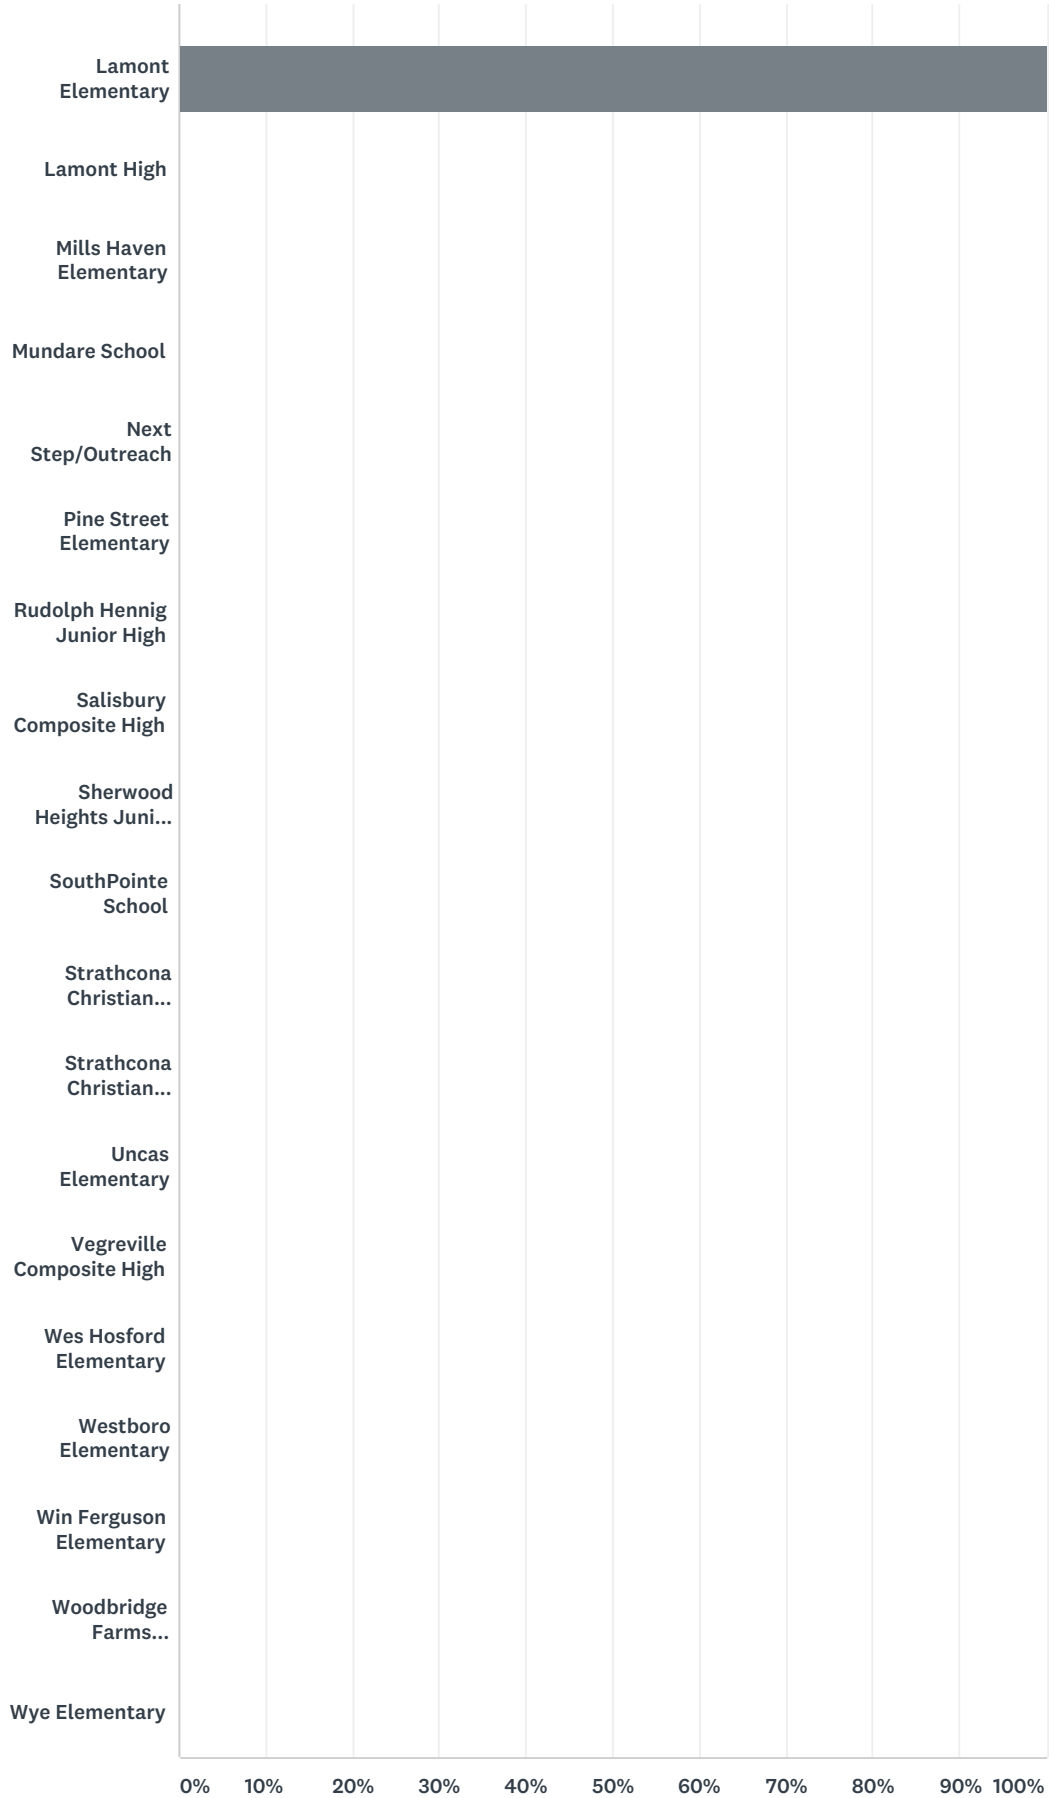 Lamont
Elementary
Lamont High
Mills Haven
Elementary
Mundare School
Next
Step/Outreach
Pine Street
Elementary
Rudolph Hennig
Junior High
Salisbury
Composite High
Sherwood
Heights Juni...
SouthPointe
School
Strathcona
Christian...
Strathcona
Christian...
Uncas
Elementary
Vegreville
Composite High
Wes Hosford
Elementary
Westboro
Elementary
Win Ferguson
Elementary
Woodbridge
Farms...
Wye Elementary
0% 10% 20% 30% 40% 50% 60% 70% 80% 90% 100%